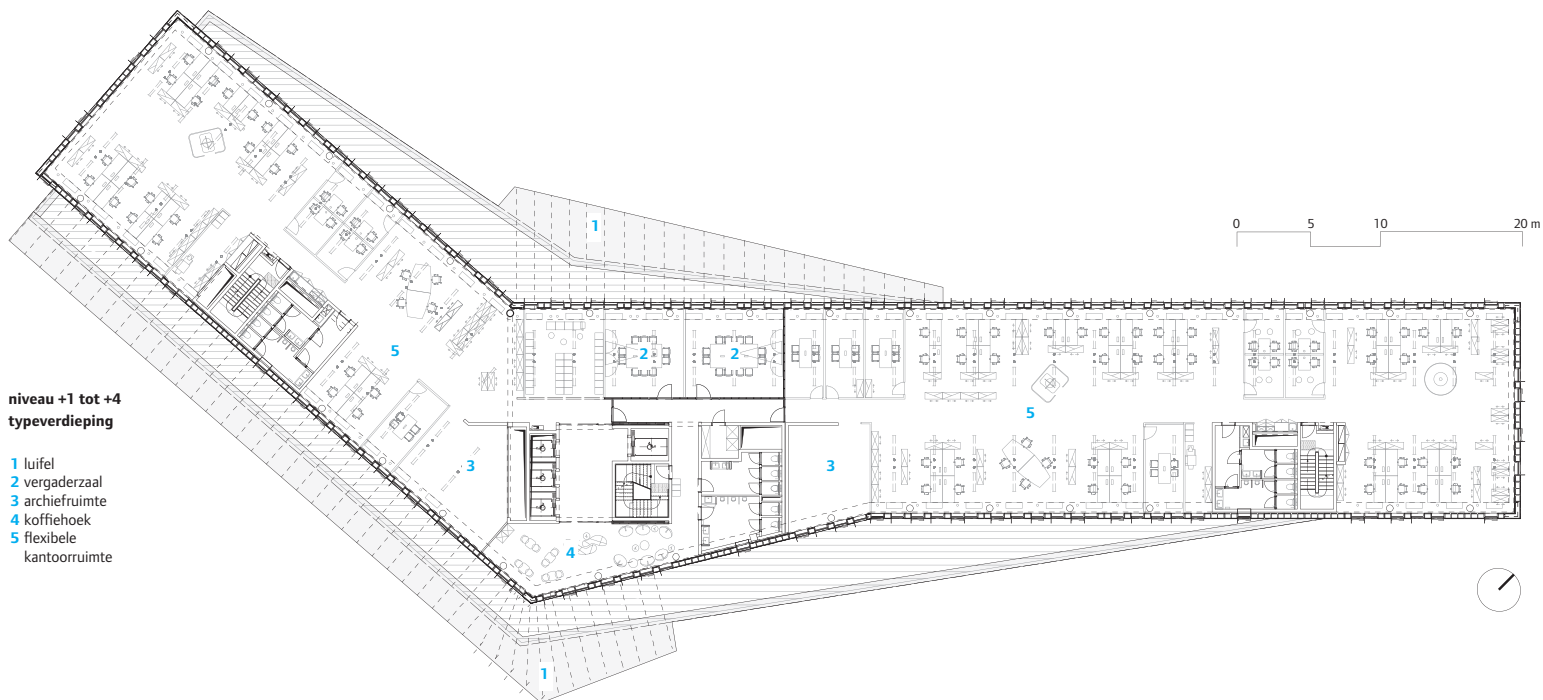 1
0 5 10 20 m
2 2
5
5
niveau +1 tot +4
typeverdieping
3
3
1 luifel
2 vergaderzaal
3 archiefruimte
4 koffiehoek
5 flexibele
kantoorruimte
4
1